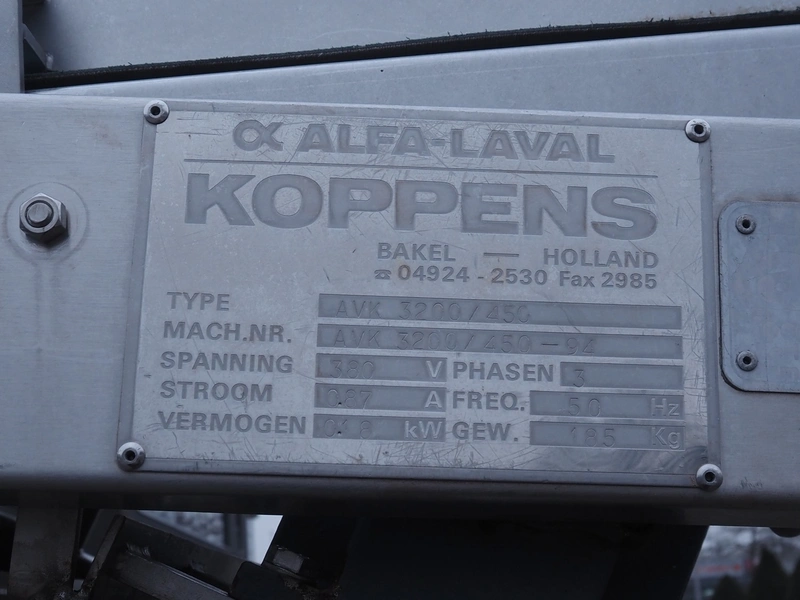 α ALFA-LAVAL
KOPPENS
BAKEL — HOLLAND
☎ 04924 - 2530 Fax 2985
TYPE AVK 3200/450
MACH.NR. AVK 3200/450-94
SPANNING 380 V PHASEN 3
STROOM A FREQ. 50 Hz
VERMOGEN kW GEW. 185 Kg